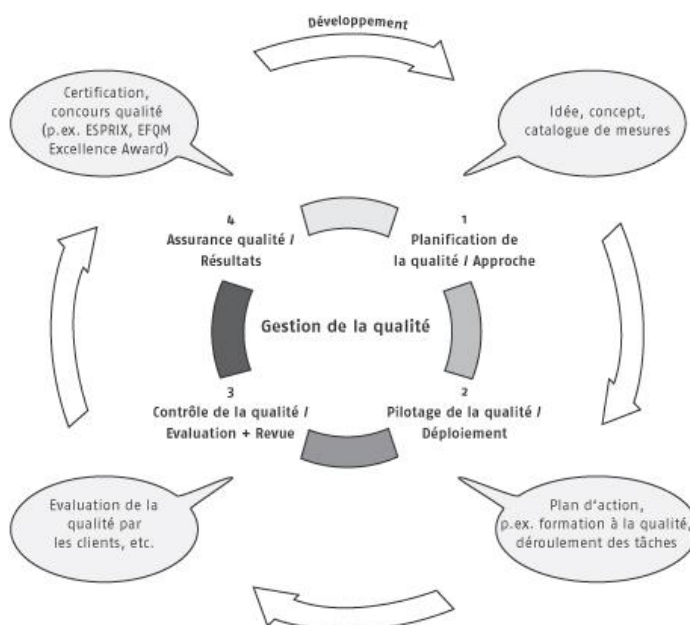 Développement
Certification,
concours qualité
(p.ex. ESPRIX, EFQM
Excellence Award)
Idée, concept,
catalogue de mesures
4
Assurance qualité /
Résultats
1
Planification de
la qualité / Approche
Gestion de la qualité
3
Contrôle de la qualité /
Evaluation + Revue
2
Pilotage de la qualité /
Déploiement
Evaluation de la
qualité par
les clients, etc.
Plan d'action,
p.ex. formation à la qualité,
déroulement des tâches